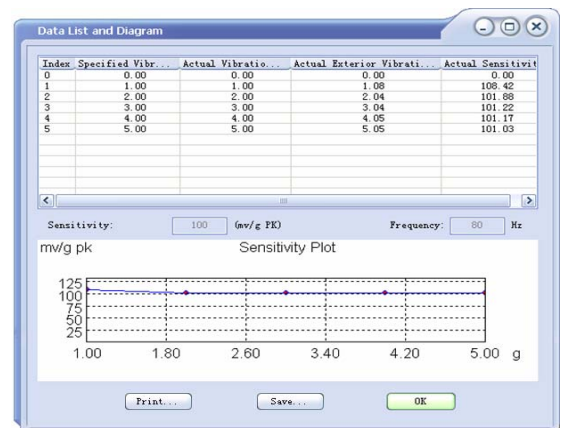 Data List and Diagram
Index Specified Vibr... Actual Vibratio... Actual Exterior Vibrati... Actual Sensitivit
0 0.00 0.00 0.00 0.00
1 1.00 1.00 1.08 108.42
2 2.00 2.00 2.04 101.88
3 3.00 3.00 3.04 101.22
4 4.00 4.00 4.05 101.17
5 5.00 5.00 5.05 101.03
Sensitivity: 100 (mv/g PK) Frequency: 80 Hz
mv/g pk Sensitivity Plot
125
100
75
50
25
1.00 1.80 2.60 3.40 4.20 5.00 g
Print... Save... OK